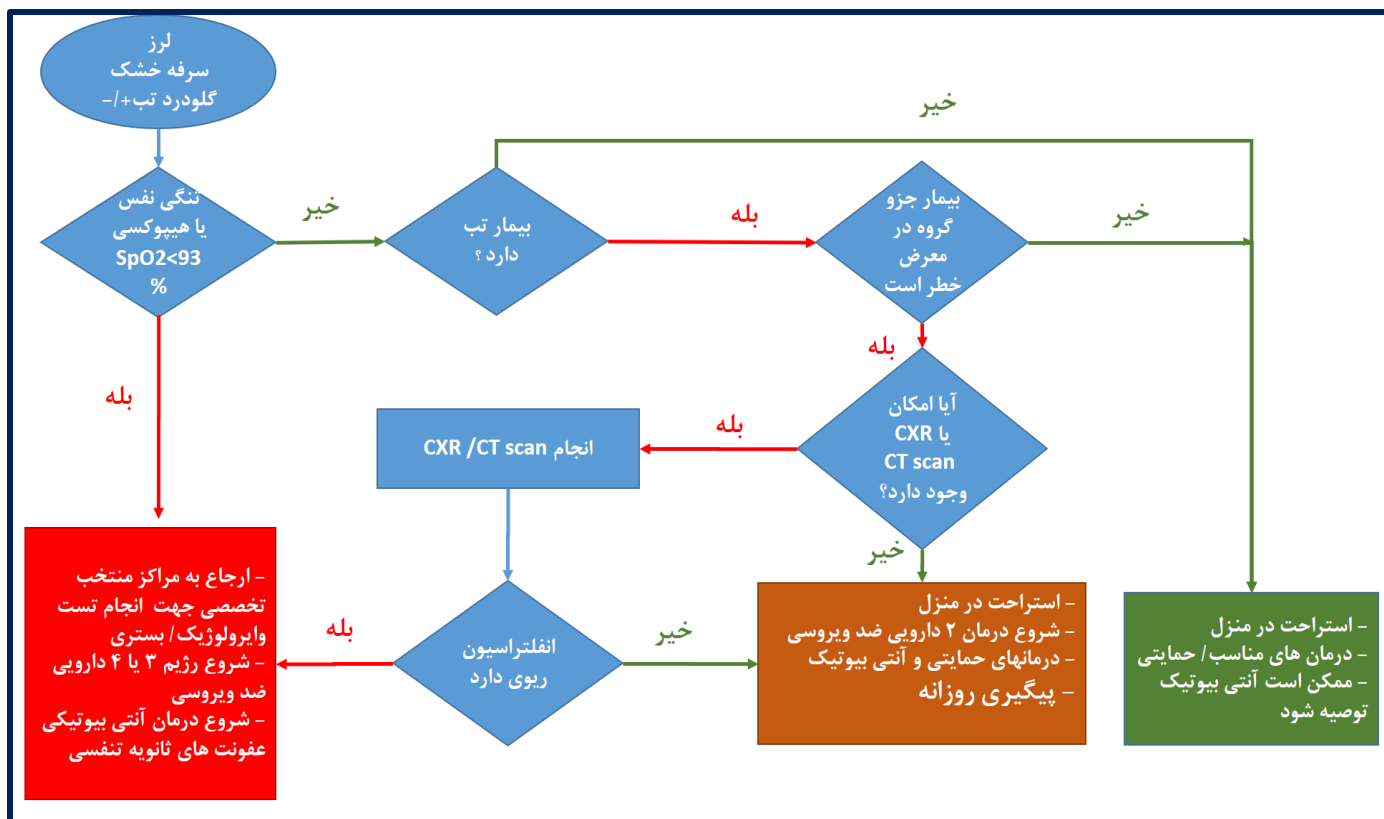 لرز
سرفه خشک
گلودرد تب+/-
خیر
تنگی نفس
یا هیپوکسی
SpO2<93
%
خیر
بیمار تب
دارد ؟
بله
بیمار جزو
گروه در
معرض
خطر است
خیر
بله
بله
آیا امکان
CXR یا
CT scan
وجود دارد؟
بله
انجام CXR /CT scan
خیر
- ارجاع به مراکز منتخب
تخصصی جهت انجام تست
وایرولوژیک/ بستری
- شروع رژیم ۳ یا ۴ دارویی
ضد ویروسی
- شروع درمان آنتی بیوتیکی
عفونت های ثانویه تنفسی
بله
انفلتراسیون
ریوی دارد
خیر
- استراحت در منزل
- شروع درمان ۲ دارویی ضد ویروسی
- درمانهای حمایتی و آنتی بیوتیک
- پیگیری روزانه
- استراحت در منزل
- درمان های مناسب/ حمایتی
- ممکن است آنتی بیوتیک
توصیه شود